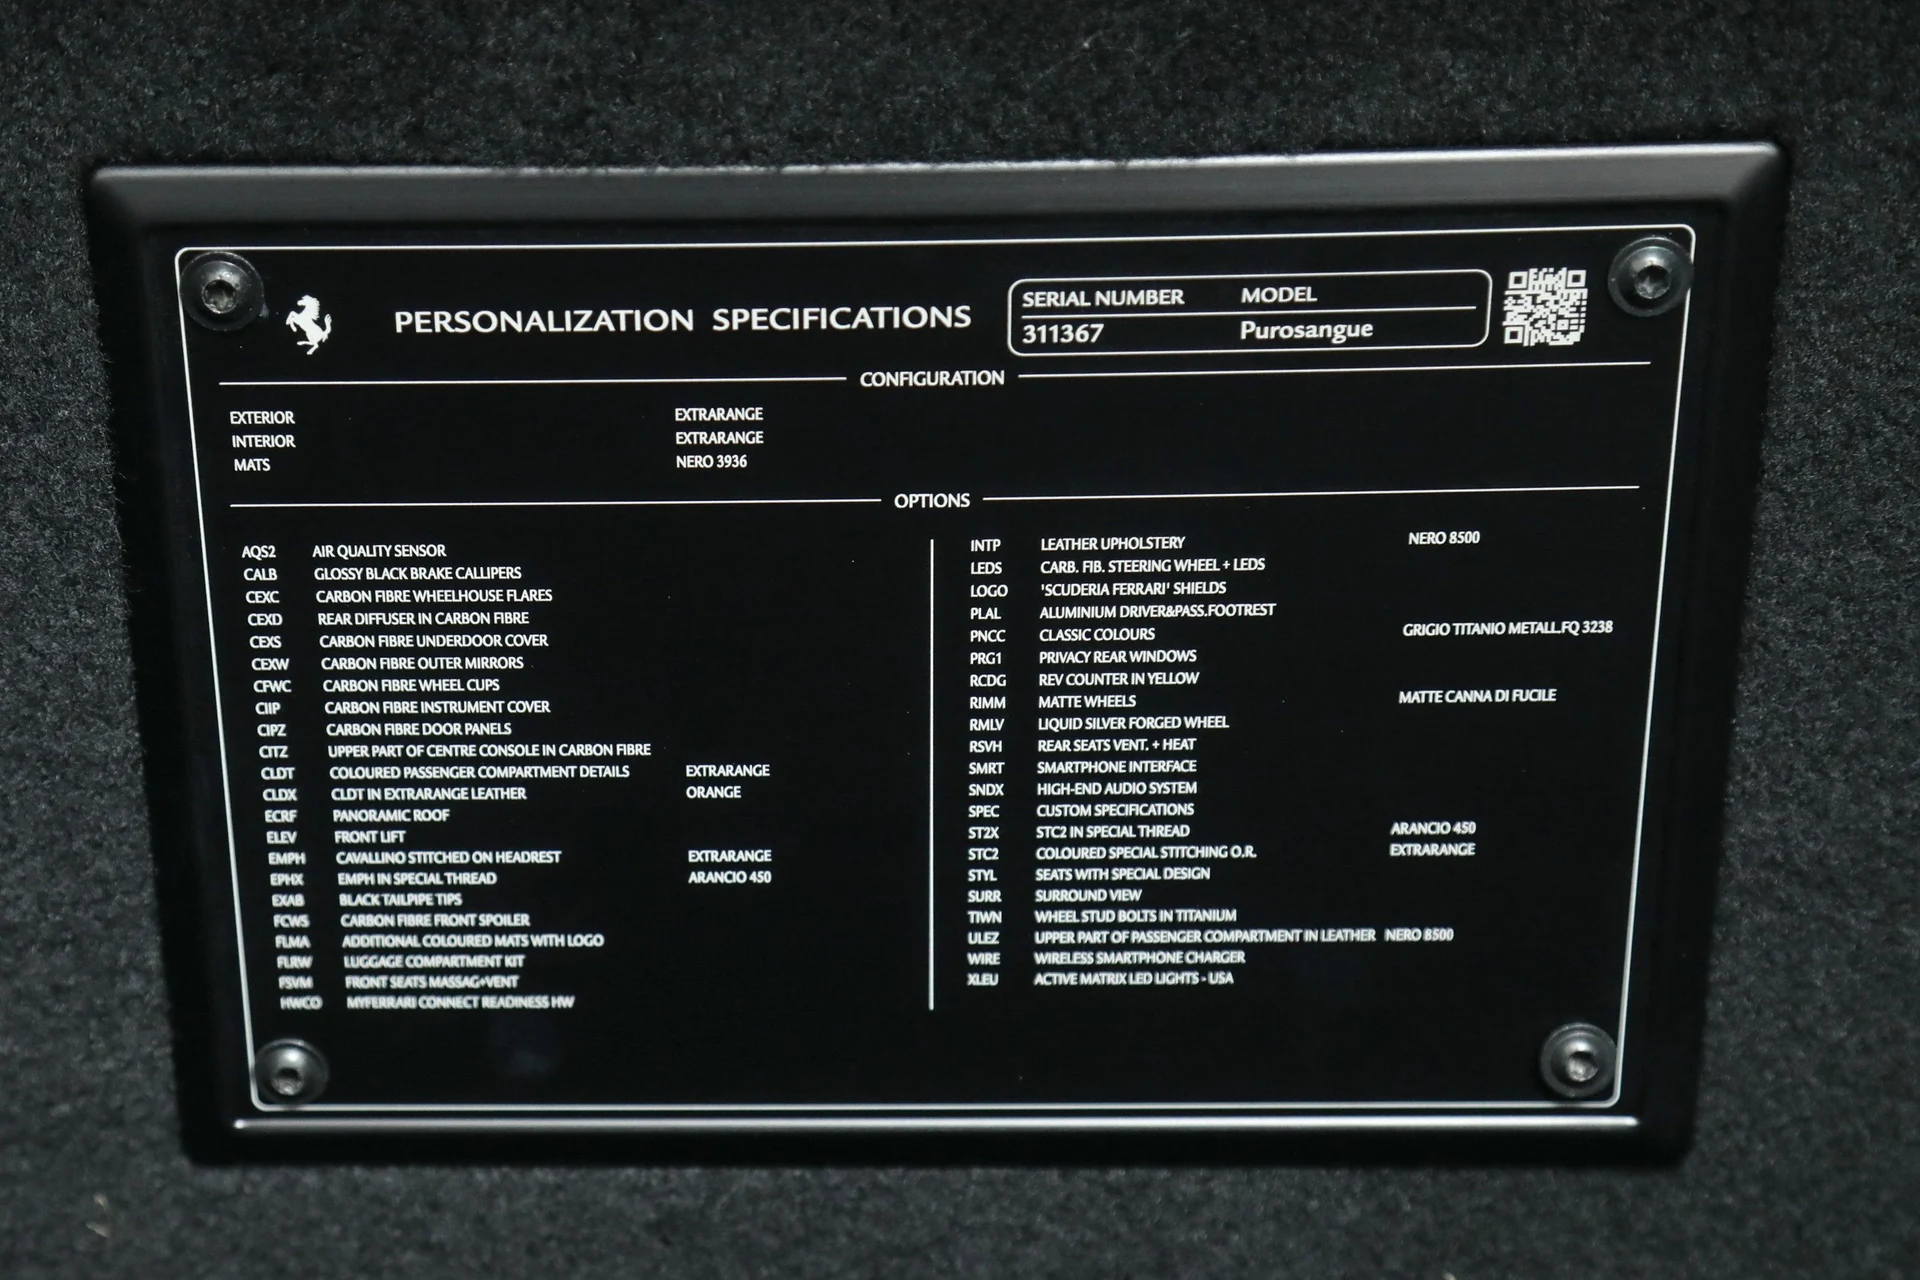 PERSONALIZATION SPECIFICATIONS
SERIAL NUMBER MODEL
311367 Purosangue
CONFIGURATION
EXTERIOR EXTRARANGE
INTERIOR EXTRARANGE
MATS NERO 3936
OPTIONS
AQS2 AIR QUALITY SENSOR
CALB GLOSSY BLACK BRAKE CALLIPERS
CEXC CARBON FIBRE WHEELHOUSE FLARES
CEXD REAR DIFFUSER IN CARBON FIBRE
CEXS CARBON FIBRE UNDERDOOR COVER
CEXW CARBON FIBRE OUTER MIRRORS
CFWC CARBON FIBRE WHEEL CUPS
CIIP CARBON FIBRE INSTRUMENT COVER
CIPZ CARBON FIBRE DOOR PANELS
CITZ UPPER PART OF CENTRE CONSOLE IN CARBON FIBRE
CLDT COLOURED PASSENGER COMPARTMENT DETAILS EXTRARANGE
CLDX CLDT IN EXTRARANGE LEATHER ORANGE
ECRF PANORAMIC ROOF
ELEV FRONT LIFT
EMPH CAVALLINO STITCHED ON HEADREST EXTRARANGE
EPHX EMPH IN SPECIAL THREAD ARANCIO 450
EXAB BLACK TAILPIPE TIPS
FCWS CARBON FIBRE FRONT SPOILER
FLMA ADDITIONAL COLOURED MATS WITH LOGO
FLRW LUGGAGE COMPARTMENT KIT
FSVM FRONT SEATS MASSAG+VENT
HWCO MYFERRARI CONNECT READINESS HW
INTP LEATHER UPHOLSTERY NERO 8500
LEDS CARB. FIB. STEERING WHEEL + LEDS
LOGO 'SCUDERIA FERRARI' SHIELDS
PLAL ALUMINIUM DRIVER&PASS.FOOTREST
PNCC CLASSIC COLOURS GRIGIO TITANIO METALL.FQ 3238
PRG1 PRIVACY REAR WINDOWS
RCDG REV COUNTER IN YELLOW
RIMM MATTE WHEELS MATTE CANNA DI FUCILE
RMLV LIQUID SILVER FORGED WHEEL
RSVH REAR SEATS VENT. + HEAT
SMRT SMARTPHONE INTERFACE
SNDX HIGH-END AUDIO SYSTEM
SPEC CUSTOM SPECIFICATIONS
ST2X STC2 IN SPECIAL THREAD ARANCIO 450
STC2 COLOURED SPECIAL STITCHING O.R. EXTRARANGE
STYL SEATS WITH SPECIAL DESIGN
SURR SURROUND VIEW
TIWN WHEEL STUD BOLTS IN TITANIUM
ULEZ UPPER PART OF PASSENGER COMPARTMENT IN LEATHER NERO 8500
WIRE WIRELESS SMARTPHONE CHARGER
XLEU ACTIVE MATRIX LED LIGHTS - USA